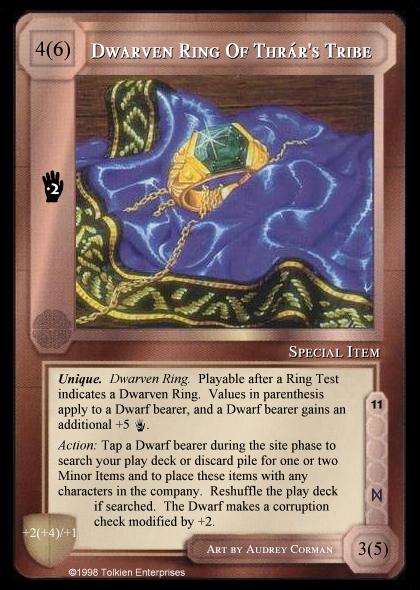 4(6)
Dwarven Ring Of Thrár's Tribe
2
Special Item
Unique. Dwarven Ring. Playable after a Ring Test
indicates a Dwarven Ring. Values in parenthesis
apply to a Dwarf bearer, and a Dwarf bearer gains an
additional +5 .
Action: Tap a Dwarf bearer during the site phase to
search your play deck or discard pile for one or two
Minor Items and to place these items with any
characters in the company. Reshuffle the play deck
if searched. The Dwarf makes a corruption
check modified by +2.
11
+2(+4)/+1
Art by Audrey Corman
3(5)
©1998 Tolkien Enterprises